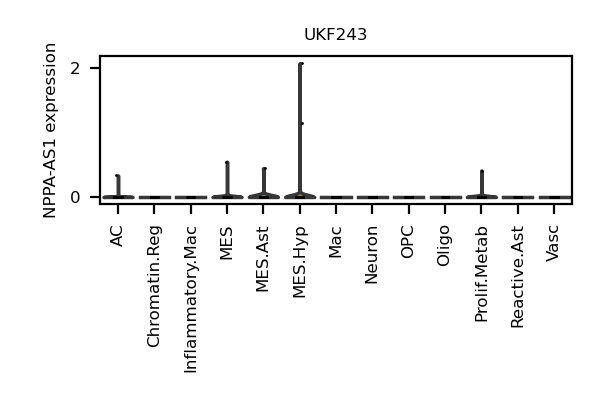 UKF243
NPPA-AS1 expression
2
0
AC
Chromatin.Reg
Inflammatory.Mac
MES
MES.Ast
MES.Hyp
Mac
Neuron
OPC
Oligo
Prolif.Metab
Reactive.Ast
Vasc